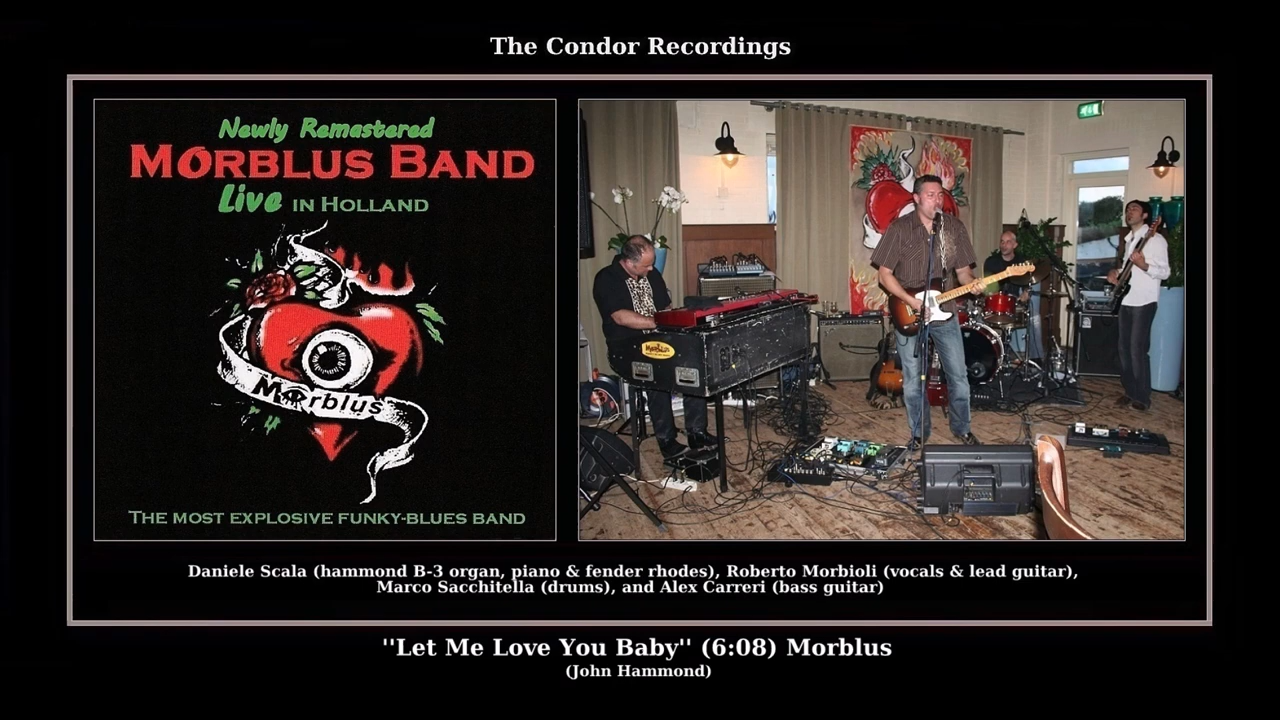 The Condor Recordings
Newly Remastered
MORBLUS BAND
Live IN HOLLAND
Morblus
THE MOST EXPLOSIVE FUNKY-BLUES BAND
MORBLUS
Daniele Scala (hammond B-3 organ, piano & fender rhodes), Roberto Morbioli (vocals & lead guitar),
Marco Sacchitella (drums), and Alex Carreri (bass guitar)
''Let Me Love You Baby'' (6:08) Morblus
(John Hammond)